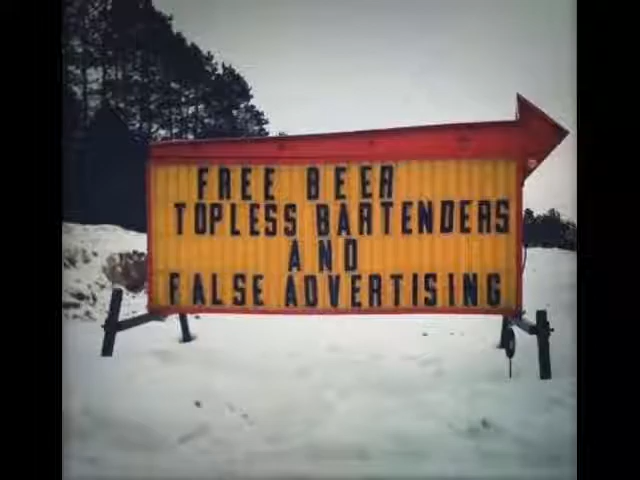 FREE BEER
TOPLESS BARTENDERS
AND
FALSE ADVERTISING